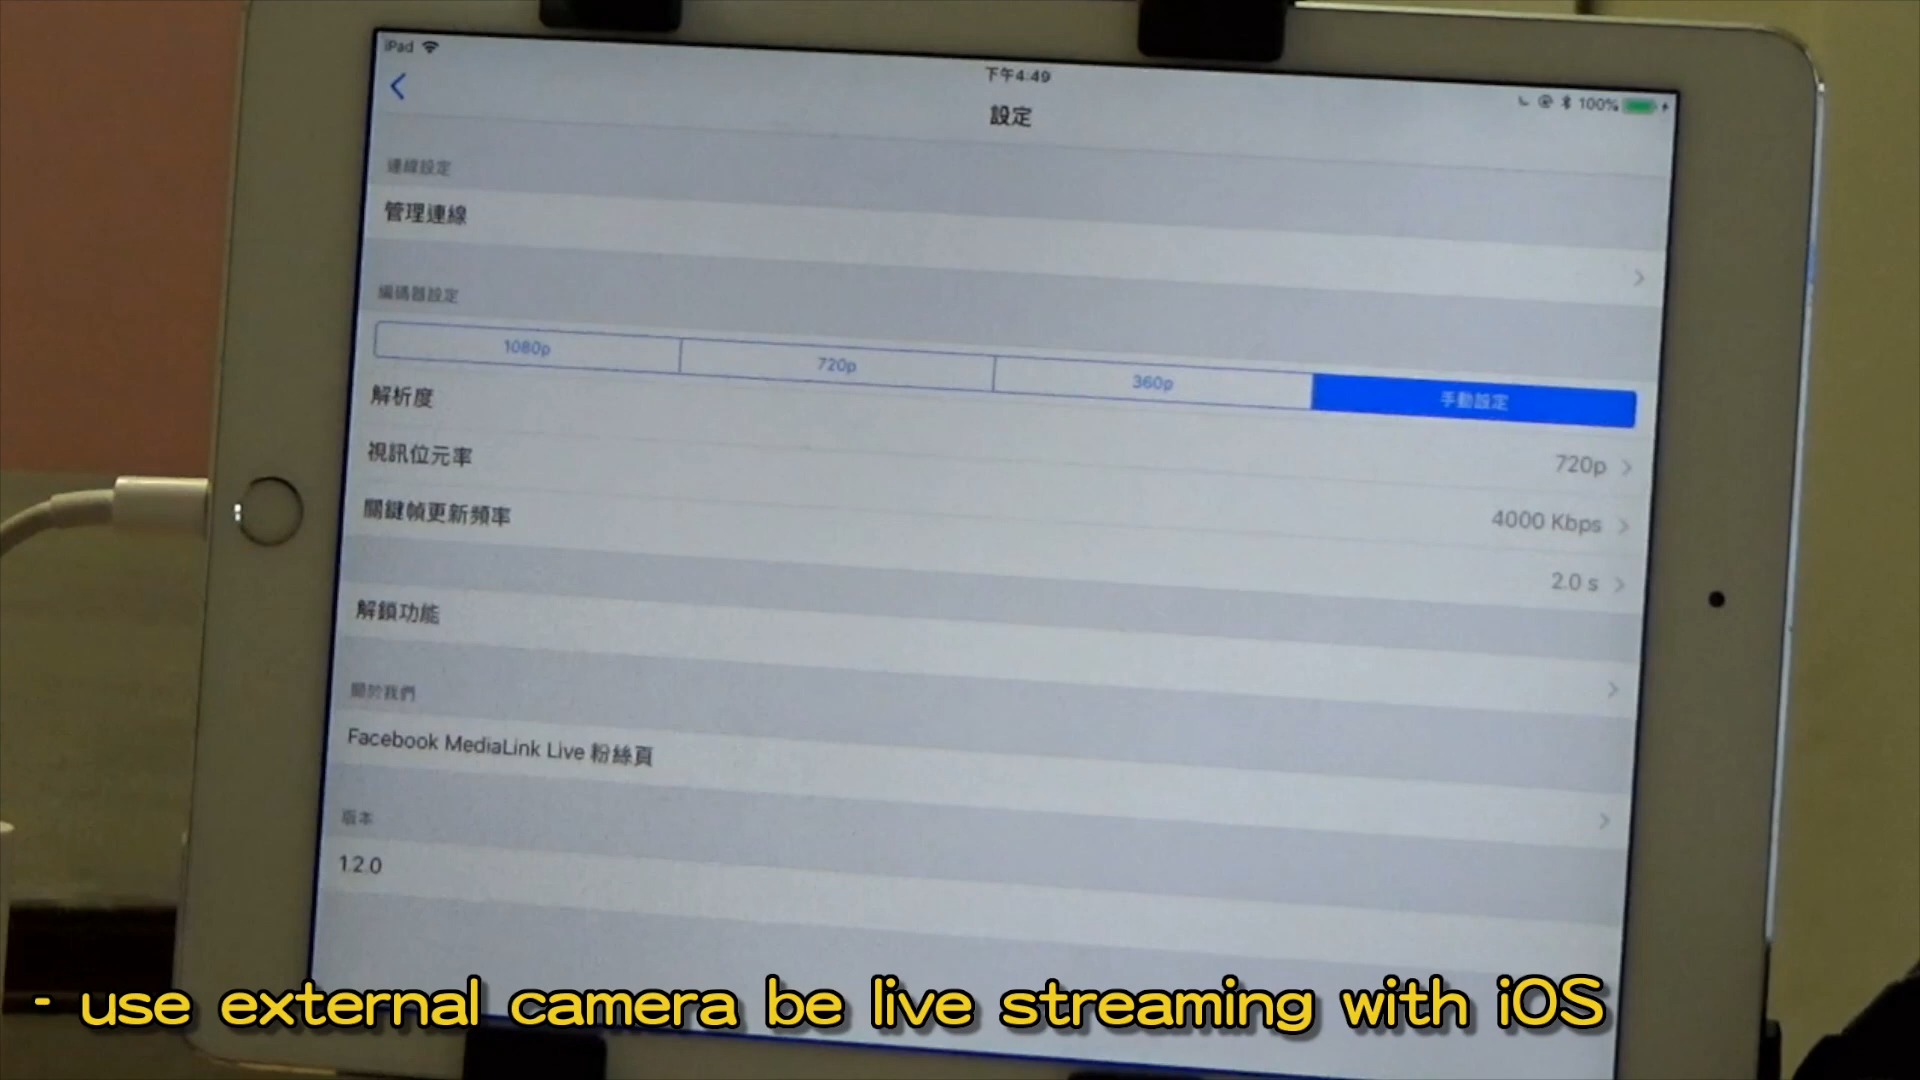 iPad
下午4:49
100%
設定
連線設定
管理連線
編碼器設定
1080p
720p
360p
手動設定
解析度
720p
視訊位元率
4000 Kbps
關鍵幀更新頻率
2.0 s
解鎖功能
關於我們
Facebook MediaLink Live 粉絲頁
版本
1.2.0
- use external camera be live streaming with iOS